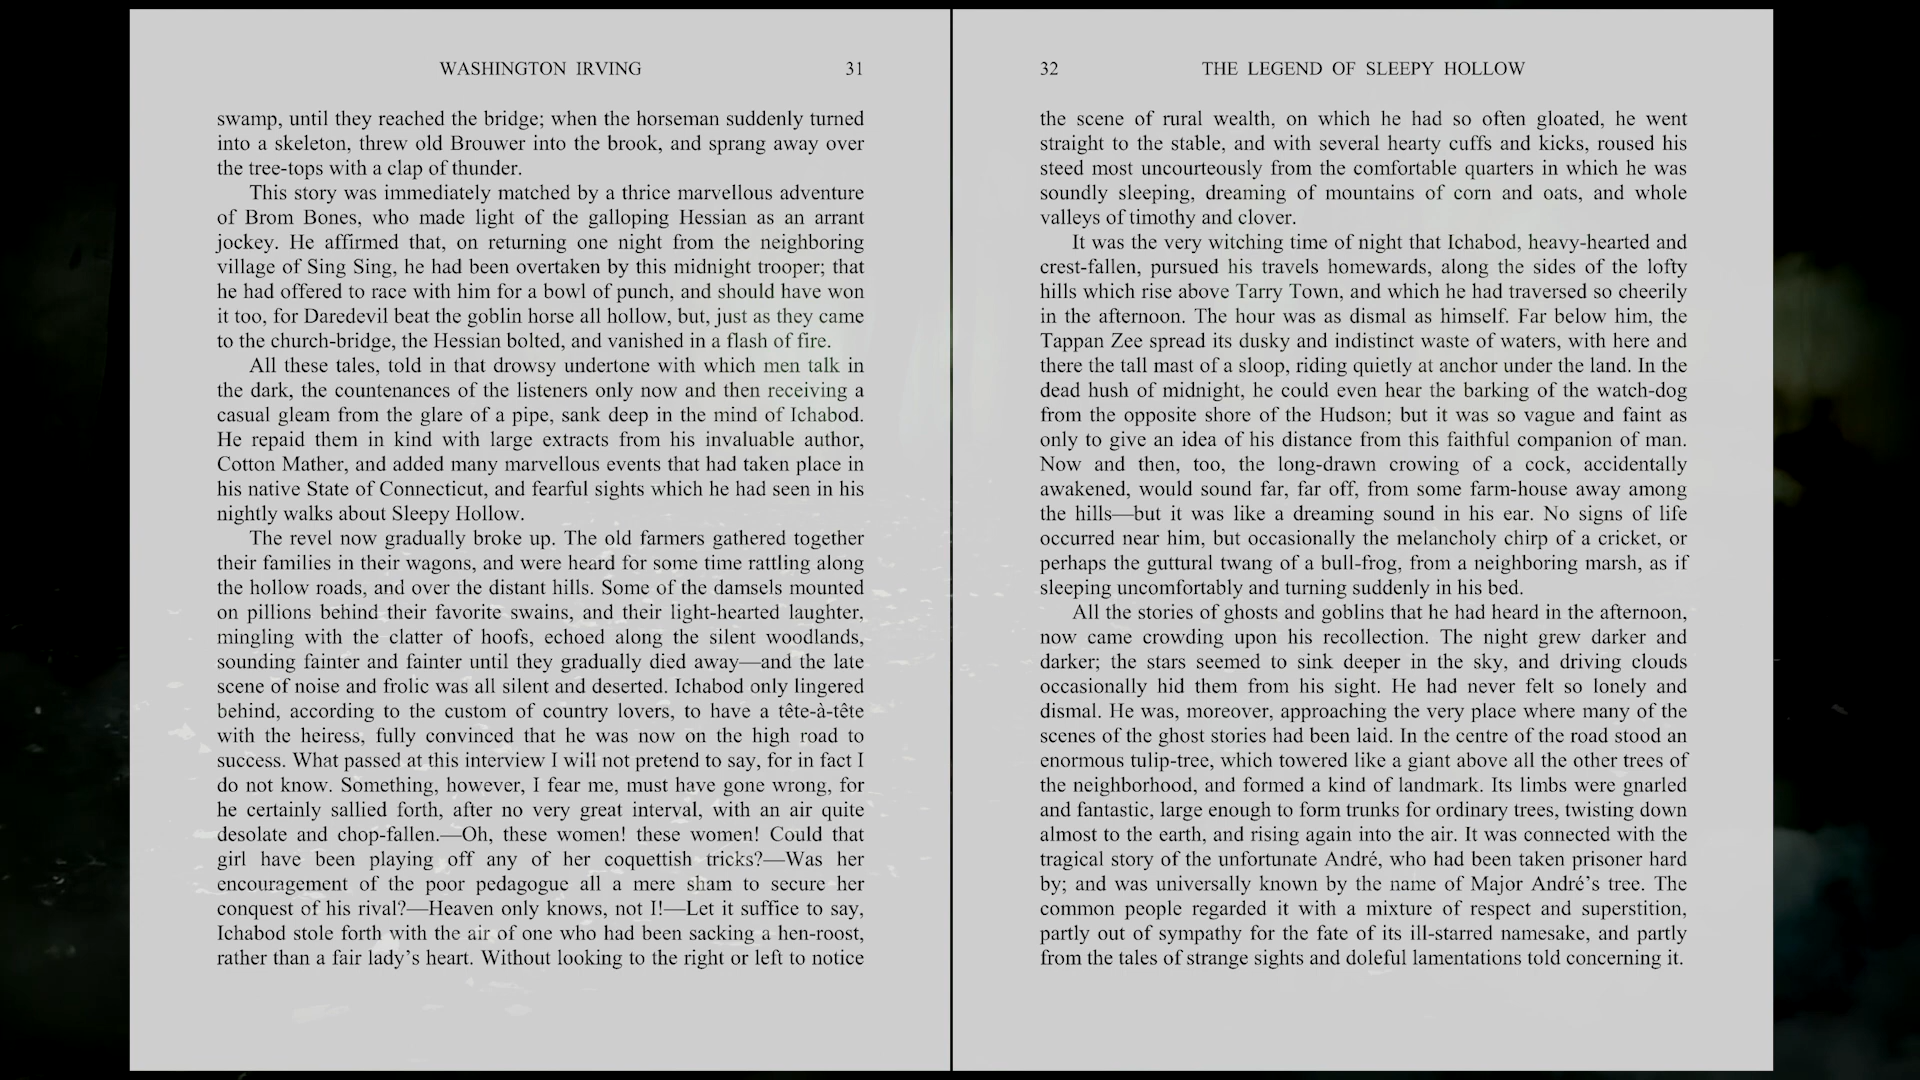 WASHINGTON IRVING 31
swamp, until they reached the bridge; when the horseman suddenly turned
into a skeleton, threw old Brouwer into the brook, and sprang away over
the tree-tops with a clap of thunder.
This story was immediately matched by a thrice marvellous adventure
of Brom Bones, who made light of the galloping Hessian as an arrant
jockey. He affirmed that, on returning one night from the neighboring
village of Sing Sing, he had been overtaken by this midnight trooper; that
he had offered to race with him for a bowl of punch, and should have won
it too, for Daredevil beat the goblin horse all hollow, but, just as they came
to the church-bridge, the Hessian bolted, and vanished in a flash of fire.
All these tales, told in that drowsy undertone with which men talk in
the dark, the countenances of the listeners only now and then receiving a
casual gleam from the glare of a pipe, sank deep in the mind of Ichabod.
He repaid them in kind with large extracts from his invaluable author,
Cotton Mather, and added many marvellous events that had taken place in
his native State of Connecticut, and fearful sights which he had seen in his
nightly walks about Sleepy Hollow.
The revel now gradually broke up. The old farmers gathered together
their families in their wagons, and were heard for some time rattling along
the hollow roads, and over the distant hills. Some of the damsels mounted
on pillions behind their favorite swains, and their light-hearted laughter,
mingling with the clatter of hoofs, echoed along the silent woodlands,
sounding fainter and fainter until they gradually died away—and the late
scene of noise and frolic was all silent and deserted. Ichabod only lingered
behind, according to the custom of country lovers, to have a tête-à-tête
with the heiress, fully convinced that he was now on the high road to
success. What passed at this interview I will not pretend to say, for in fact I
do not know. Something, however, I fear me, must have gone wrong, for
he certainly sallied forth, after no very great interval, with an air quite
desolate and chop-fallen.—Oh, these women! these women! Could that
girl have been playing off any of her coquettish tricks?—Was her
encouragement of the poor pedagogue all a mere sham to secure her
conquest of his rival?—Heaven only knows, not I!—Let it suffice to say,
Ichabod stole forth with the air of one who had been sacking a hen-roost,
rather than a fair lady’s heart. Without looking to the right or left to notice
32 THE LEGEND OF SLEEPY HOLLOW
the scene of rural wealth, on which he had so often gloated, he went
straight to the stable, and with several hearty cuffs and kicks, roused his
steed most uncourteously from the comfortable quarters in which he was
soundly sleeping, dreaming of mountains of corn and oats, and whole
valleys of timothy and clover.
It was the very witching time of night that Ichabod, heavy-hearted and
crest-fallen, pursued his travels homewards, along the sides of the lofty
hills which rise above Tarry Town, and which he had traversed so cheerily
in the afternoon. The hour was as dismal as himself. Far below him, the
Tappan Zee spread its dusky and indistinct waste of waters, with here and
there the tall mast of a sloop, riding quietly at anchor under the land. In the
dead hush of midnight, he could even hear the barking of the watch-dog
from the opposite shore of the Hudson; but it was so vague and faint as
only to give an idea of his distance from this faithful companion of man.
Now and then, too, the long-drawn crowing of a cock, accidentally
awakened, would sound far, far off, from some farm-house away among
the hills—but it was like a dreaming sound in his ear. No signs of life
occurred near him, but occasionally the melancholy chirp of a cricket, or
perhaps the guttural twang of a bull-frog, from a neighboring marsh, as if
sleeping uncomfortably and turning suddenly in his bed.
All the stories of ghosts and goblins that he had heard in the afternoon,
now came crowding upon his recollection. The night grew darker and
darker; the stars seemed to sink deeper in the sky, and driving clouds
occasionally hid them from his sight. He had never felt so lonely and
dismal. He was, moreover, approaching the very place where many of the
scenes of the ghost stories had been laid. In the centre of the road stood an
enormous tulip-tree, which towered like a giant above all the other trees of
the neighborhood, and formed a kind of landmark. Its limbs were gnarled
and fantastic, large enough to form trunks for ordinary trees, twisting down
almost to the earth, and rising again into the air. It was connected with the
tragical story of the unfortunate André, who had been taken prisoner hard
by; and was universally known by the name of Major André’s tree. The
common people regarded it with a mixture of respect and superstition,
partly out of sympathy for the fate of its ill-starred namesake, and partly
from the tales of strange sights and doleful lamentations told concerning it.